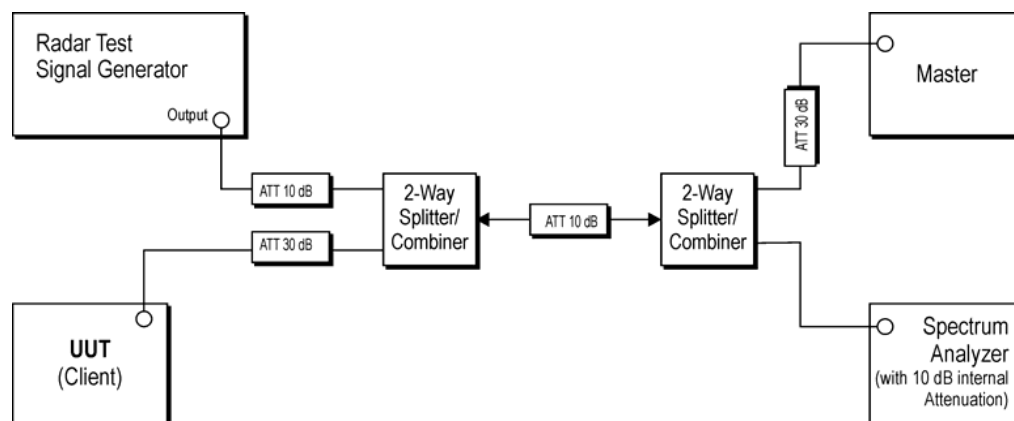 Radar Test
Signal Generator
Output
ATT 10 dB
ATT 30 dB
UUT
(Client)
2-Way
Splitter/
Combiner
ATT 10 dB
2-Way
Splitter/
Combiner
ATT 30 dB
Master
Spectrum
Analyzer
(with 10 dB internal
Attenuation)